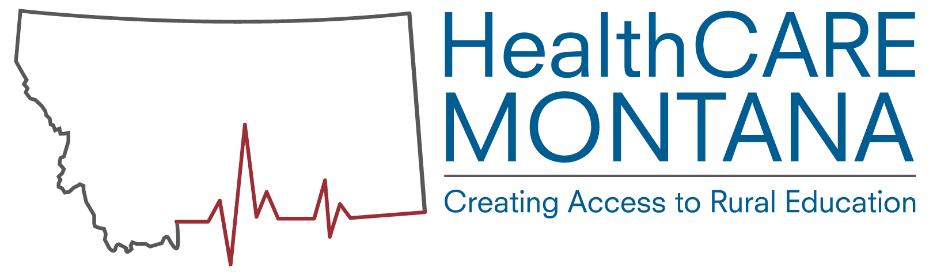 HealthCARE
MONTANA
Creating Access to Rural Education